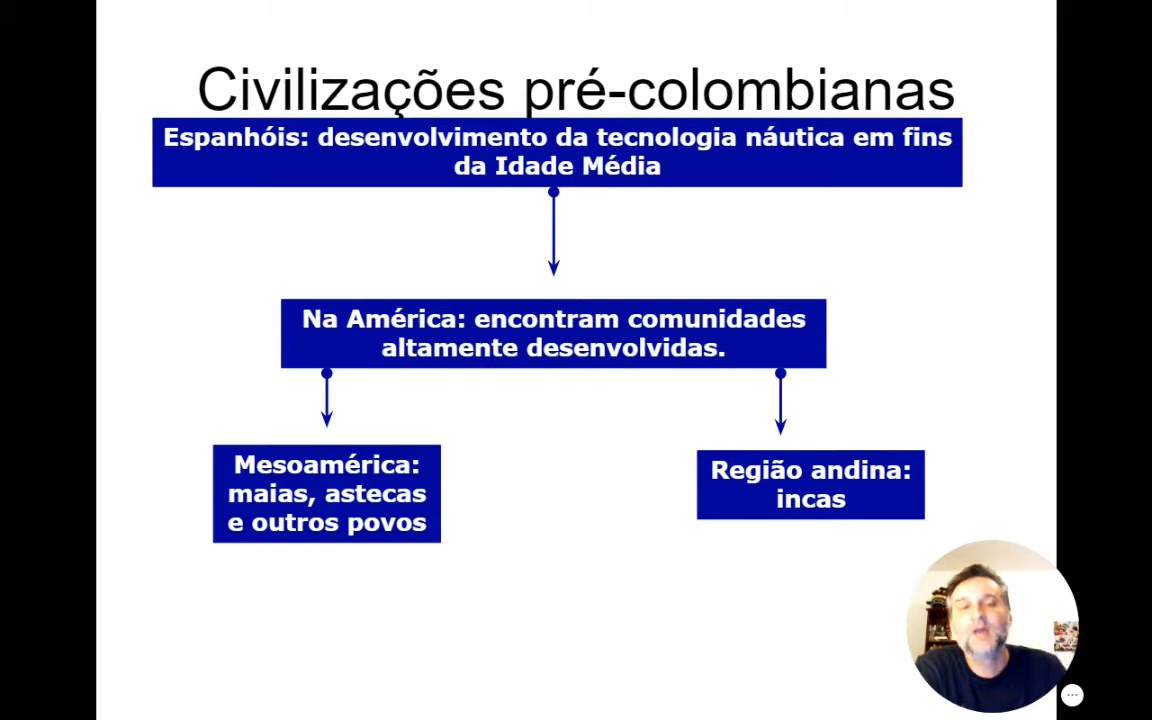 Civilizações pré-colombianas
Espanhóis: desenvolvimento da tecnologia náutica em fins
da Idade Média
Na América: encontram comunidades
altamente desenvolvidas.
Mesoamérica:
maias, astecas
e outros povos
Região andina:
incas